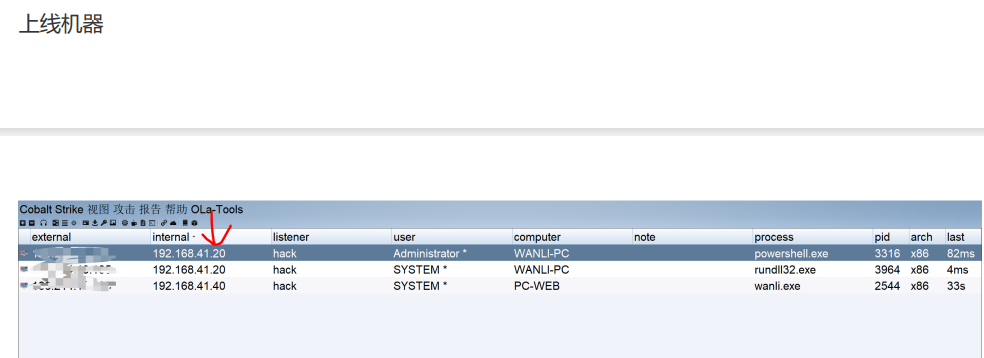 上线机器
Cobalt Strike 视图 攻击 报告 帮助 OLa-Tools
external internal listener user computer note process pid arch last
192.168.41.20 hack Administrator * WANLI-PC powershell.exe 3316 x86 82ms
192.168.41.20 hack SYSTEM * WANLI-PC rundll32.exe 3964 x86 4ms
192.168.41.40 hack SYSTEM * PC-WEB wanli.exe 2544 x86 33s